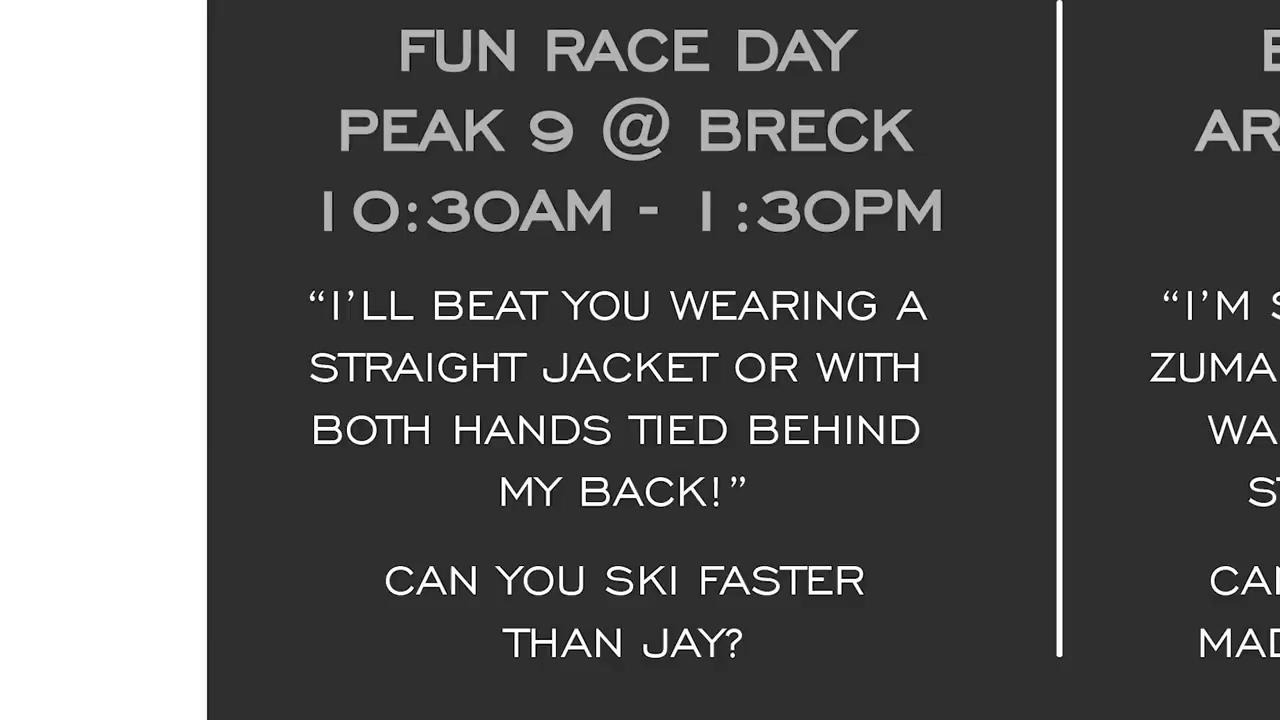 FUN RACE DAY
PEAK 9 @ BRECK
10:30AM - 1:30PM
“I’LL BEAT YOU WEARING A
STRAIGHT JACKET OR WITH
BOTH HANDS TIED BEHIND
MY BACK!”
CAN YOU SKI FASTER
THAN JAY?
“I’M
ZUMA